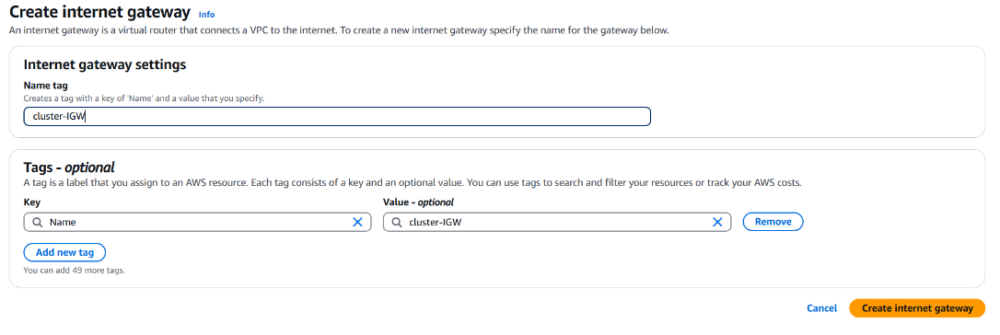 Create internet gateway Info
An internet gateway is a virtual router that connects a VPC to the internet. To create a new internet gateway specify the name for the gateway below.
Internet gateway settings
Name tag
Creates a tag with a key of 'Name' and a value that you specify.
cluster-IGW
Tags - optional
A tag is a label that you assign to an AWS resource. Each tag consists of a key and an optional value. You can use tags to search and filter your resources or track your AWS costs.
Key Value - optional
Name cluster-IGW Remove
Add new tag
You can add 49 more tags.
Cancel Create internet gateway